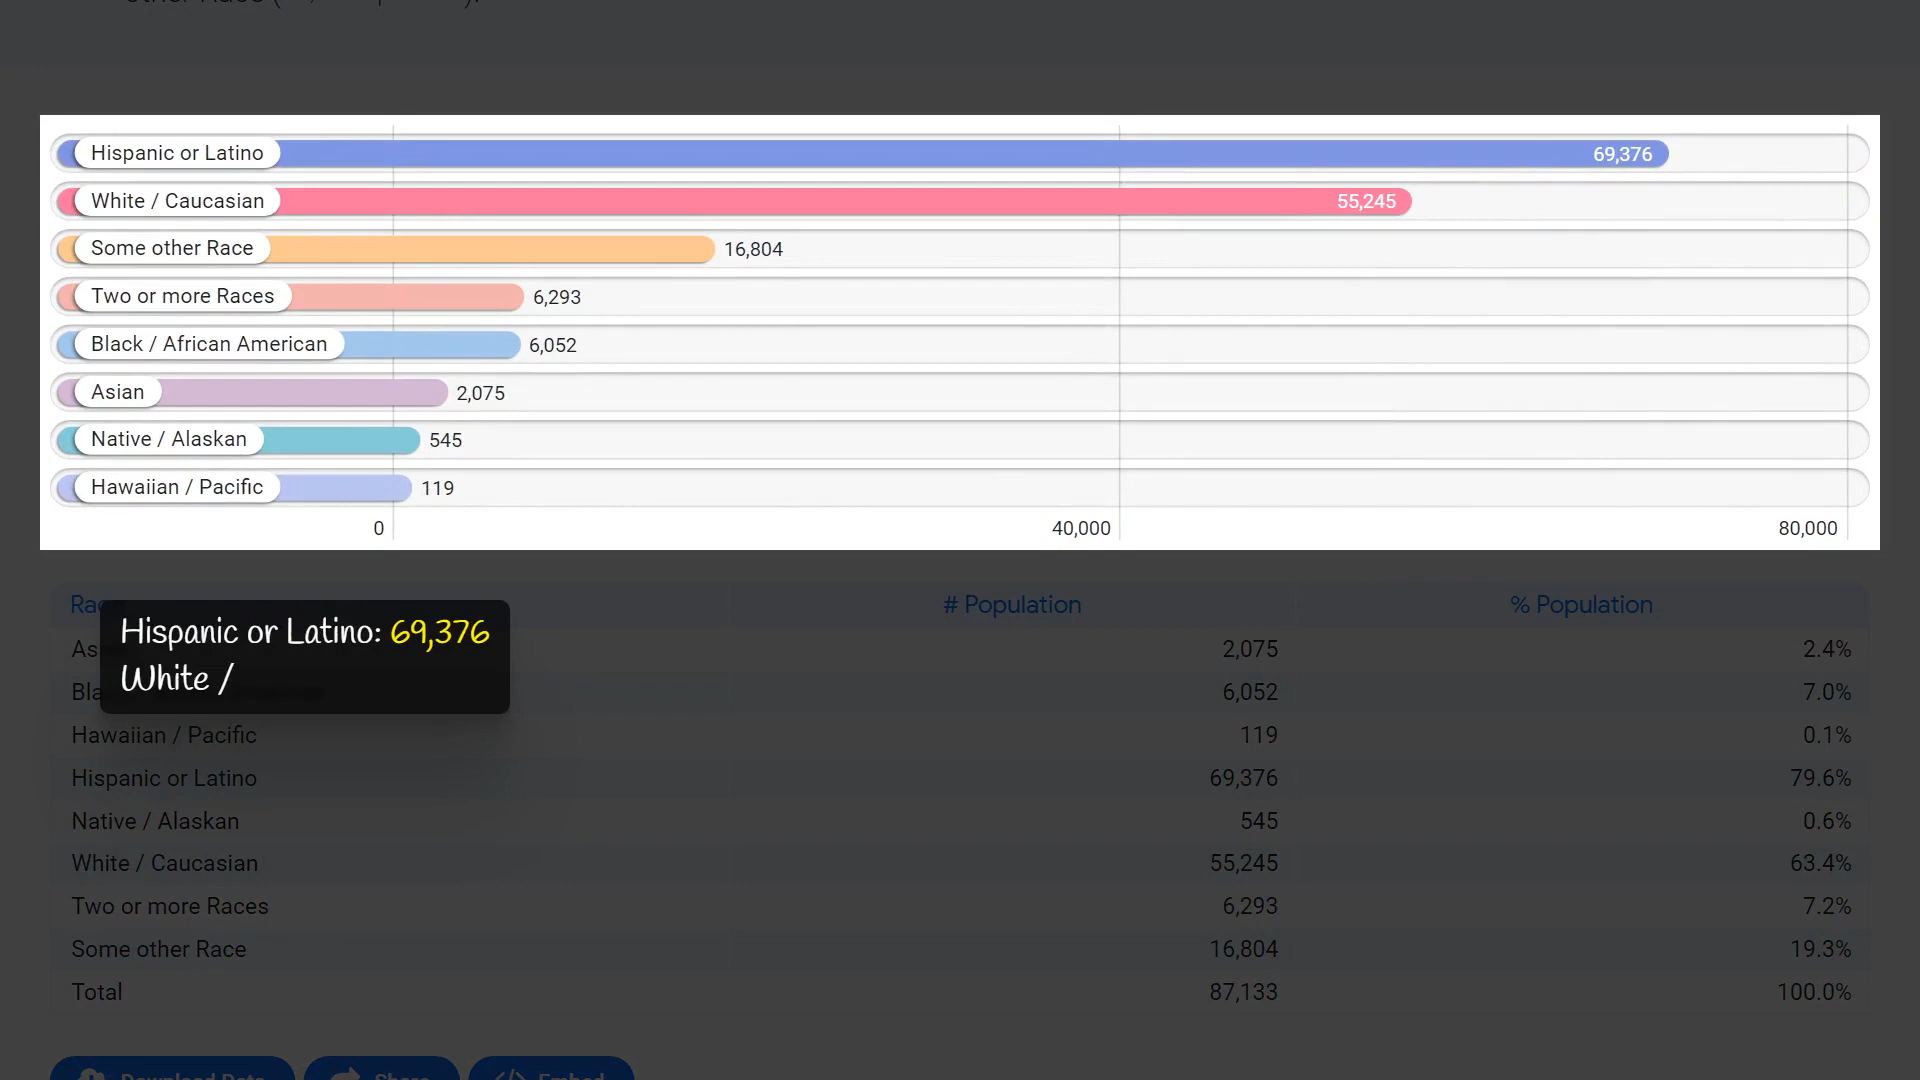 Hispanic or Latino 69,376
White / Caucasian 55,245
Some other Race 16,804
Two or more Races 6,293
Black / African American 6,052
Asian 2,075
Native / Alaskan 545
Hawaiian / Pacific 119
0 40,000 80,000
# Population % Population
Hispanic or Latino: 69,376
White /
2,075 2.4%
6,052 7.0%
Hawaiian / Pacific 119 0.1%
Hispanic or Latino 69,376 79.6%
Native / Alaskan 545 0.6%
White / Caucasian 55,245 63.4%
Two or more Races 6,293 7.2%
Some other Race 16,804 19.3%
Total 87,133 100.0%
Download Data Share Embed